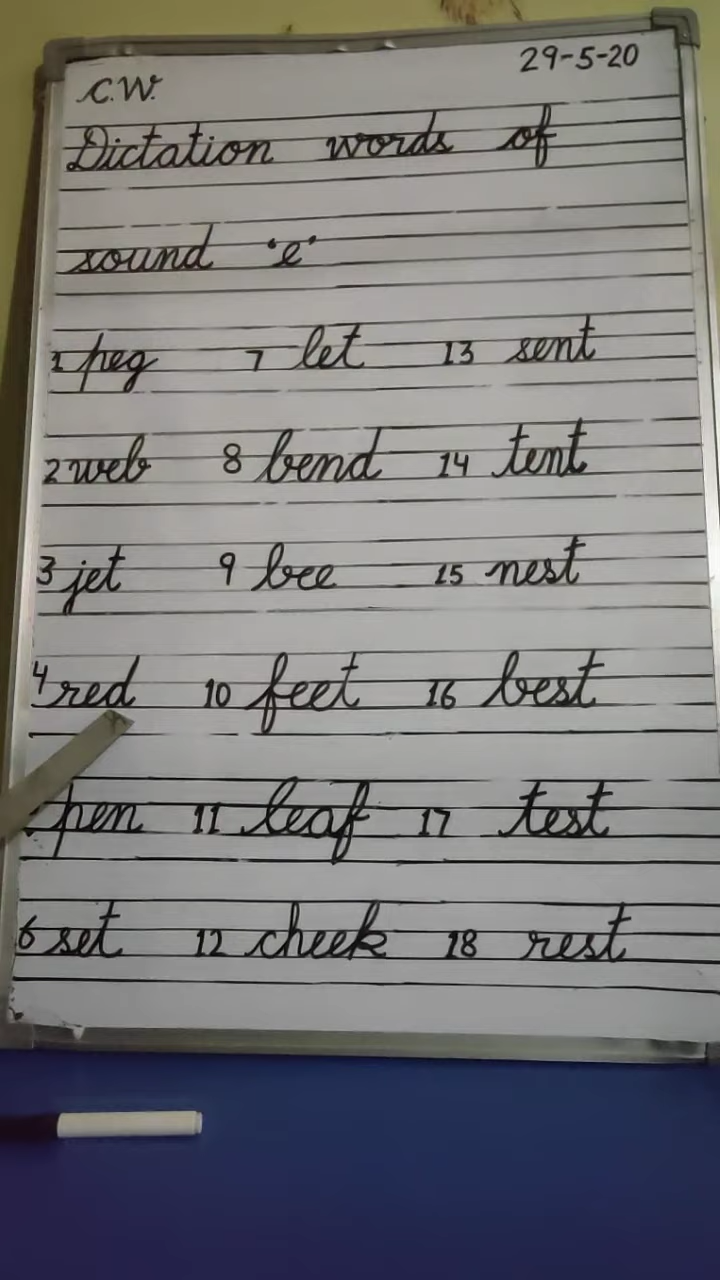 C.W. 29-5-20
Dictation words of
sound 'e'
1 peg 7 let 13 sent
2 web 8 bend 14 tent
3 jet 9 bee 15 nest
4 red 10 feet 16 best
pen 11 leaf 17 test
6 set 12 cheek 18 rest